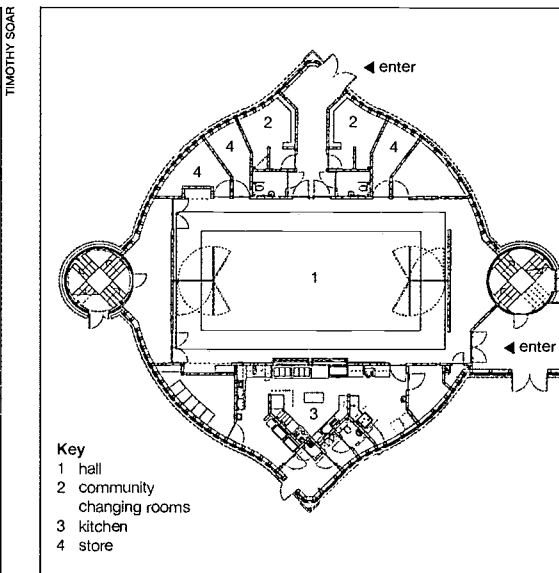 TIMOTHY SOAR
◄ enter
2
2
4
4
4
1
◄ enter
3
Key
1 hall
2 community
changing rooms
3 kitchen
4 store